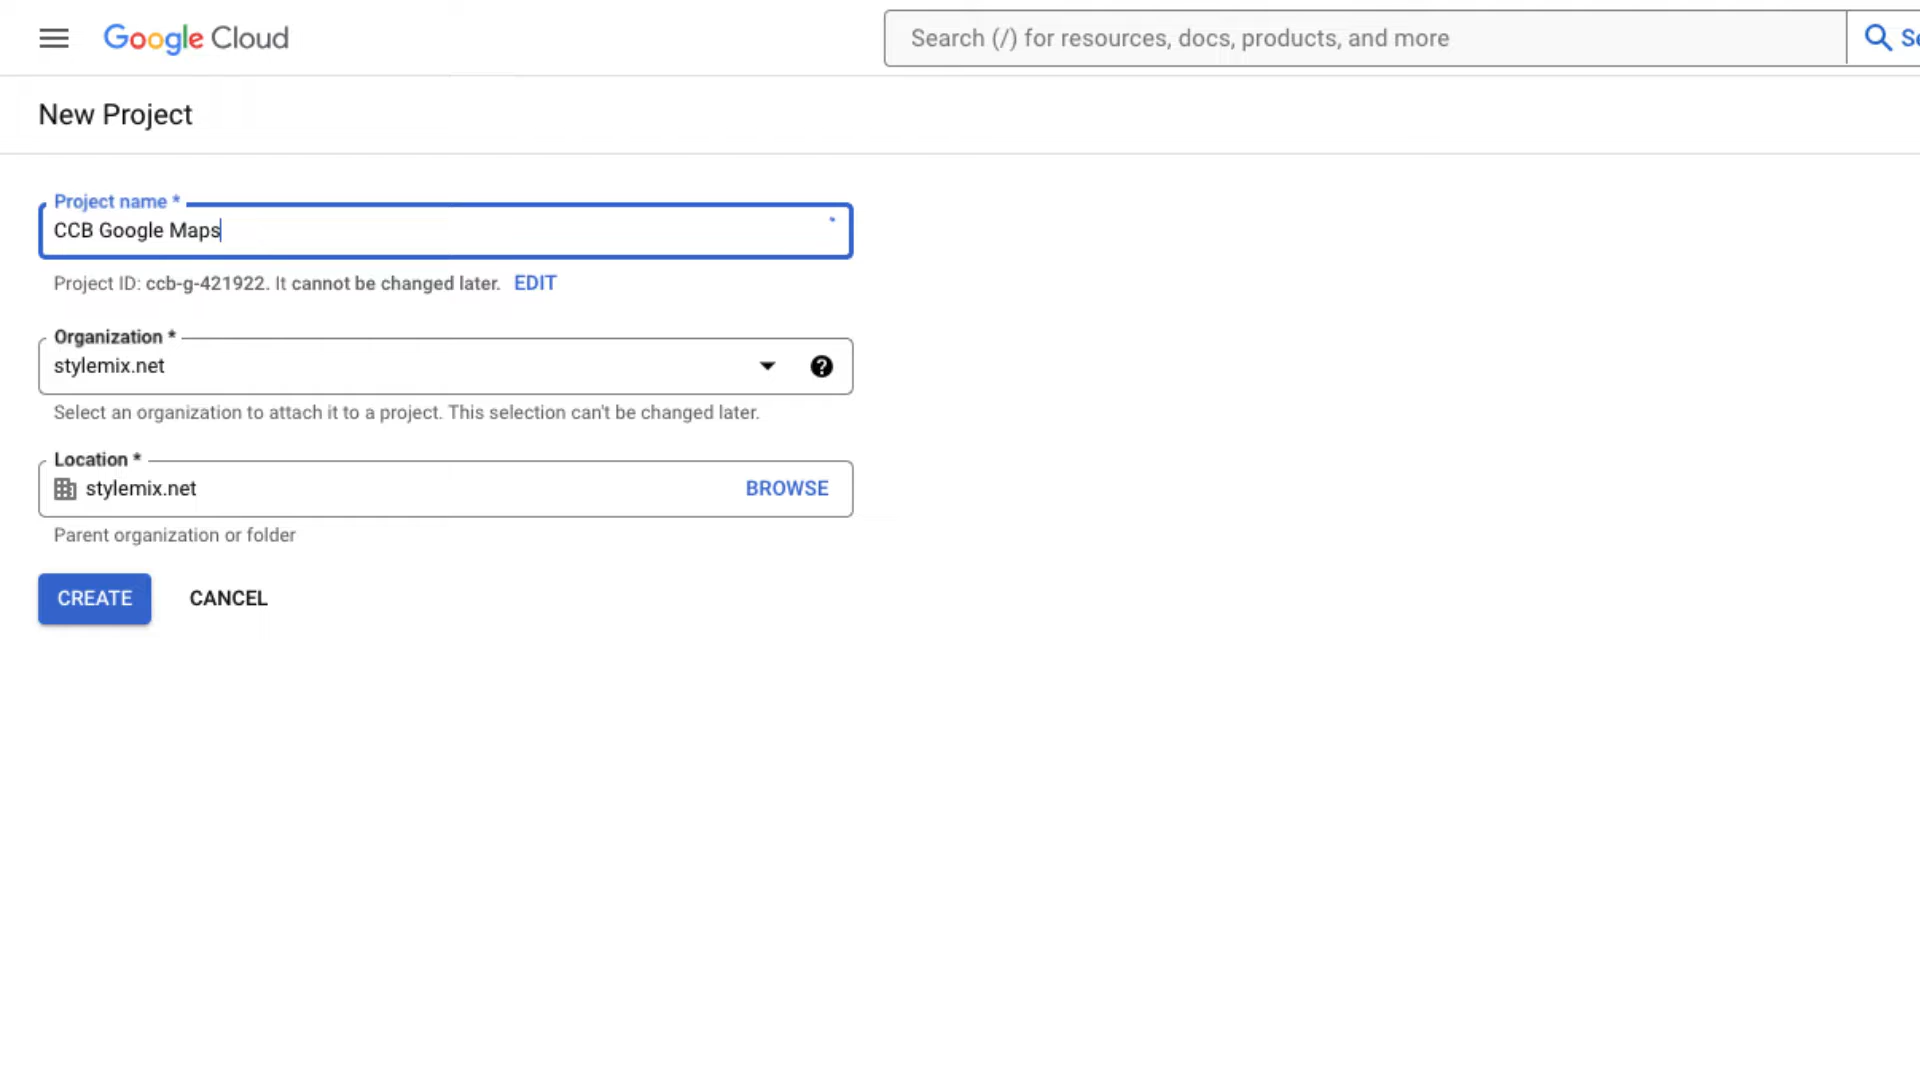 Google Cloud
Search (/) for resources, docs, products, and more
New Project
Project name *
CCB Google Maps
Project ID: ccb-g-421922. It cannot be changed later. EDIT
Organization *
stylemix.net
Select an organization to attach it to a project. This selection can't be changed later.
Location *
stylemix.net BROWSE
Parent organization or folder
CREATE CANCEL